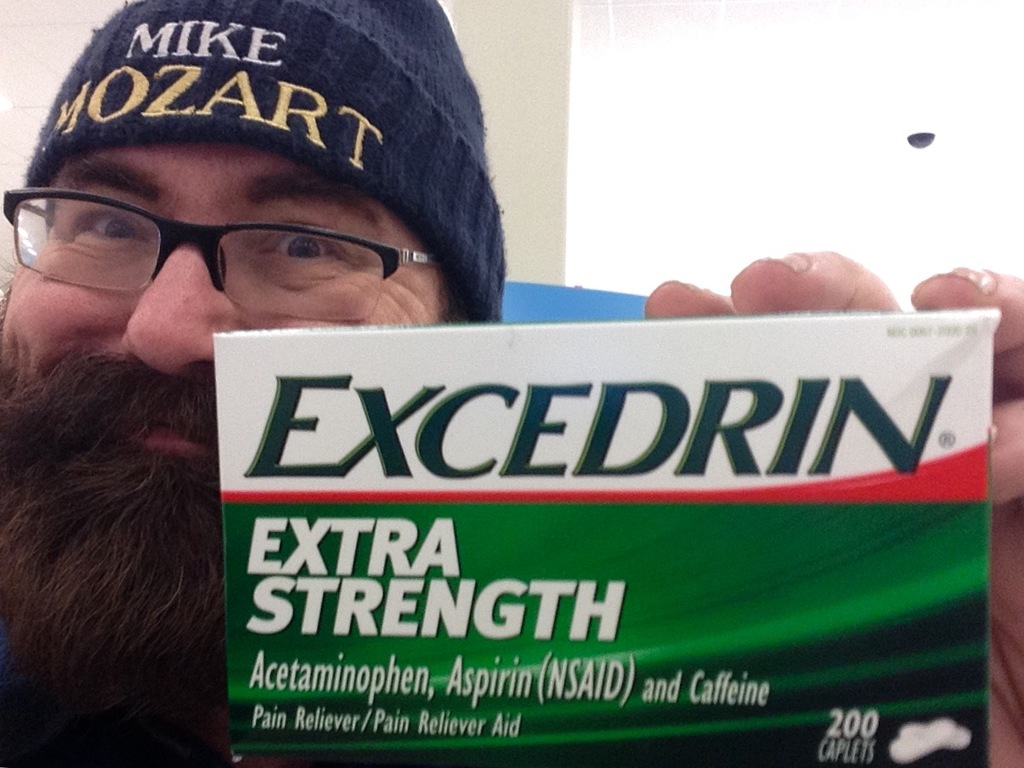 MIKE
MOZART
EXCEDRIN®
EXTRA
STRENGTH
Acetaminophen, Aspirin (NSAID) and Caffeine
Pain Reliever/Pain Reliever Aid
200
CAPLETS